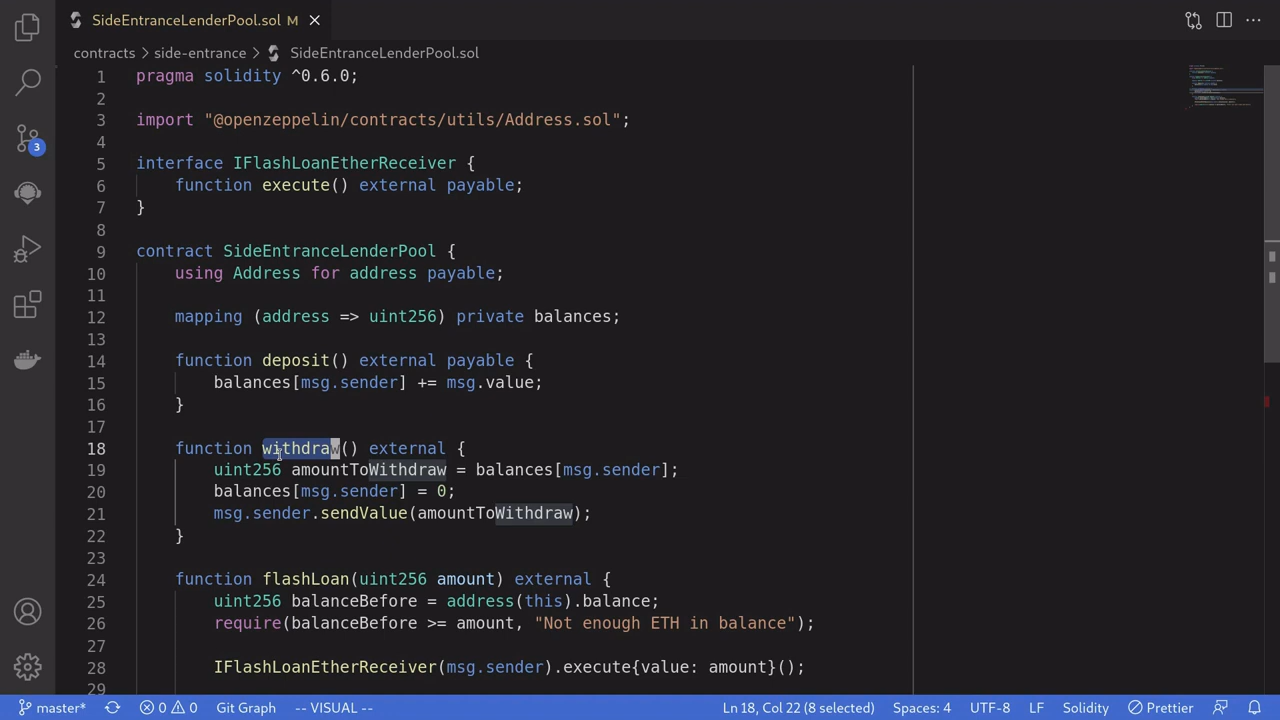 SideEntranceLenderPool.sol M
contracts > side-entrance > SideEntranceLenderPool.sol
3
1 pragma solidity ^0.6.0;
2
3 import "@openzeppelin/contracts/utils/Address.sol";
4
5 interface IFlashLoanEtherReceiver {
6 function execute() external payable;
7 }
8
9 contract SideEntranceLenderPool {
10 using Address for address payable;
11
12 mapping (address => uint256) private balances;
13
14 function deposit() external payable {
15 balances[msg.sender] += msg.value;
16 }
17
18 function withdraw() external {
19 uint256 amountToWithdraw = balances[msg.sender];
20 balances[msg.sender] = 0;
21 msg.sender.sendValue(amountToWithdraw);
22 }
23
24 function flashLoan(uint256 amount) external {
25 uint256 balanceBefore = address(this).balance;
26 require(balanceBefore >= amount, "Not enough ETH in balance");
27
28 IFlashLoanEtherReceiver(msg.sender).execute{value: amount}();
29
master* 0 0 Git Graph -- VISUAL -- Ln 18, Col 22 (8 selected) Spaces: 4 UTF-8 LF Solidity Prettier